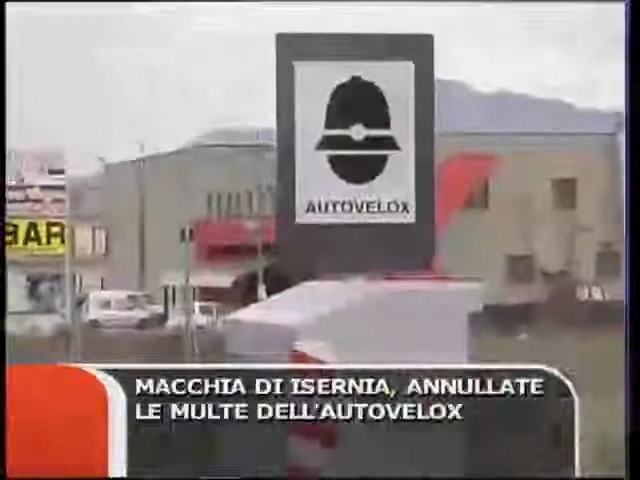 AUTOVELOX
BAR
MACCHIA DI ISERNIA, ANNULLATE
LE MULTE DELL'AUTOVELOX